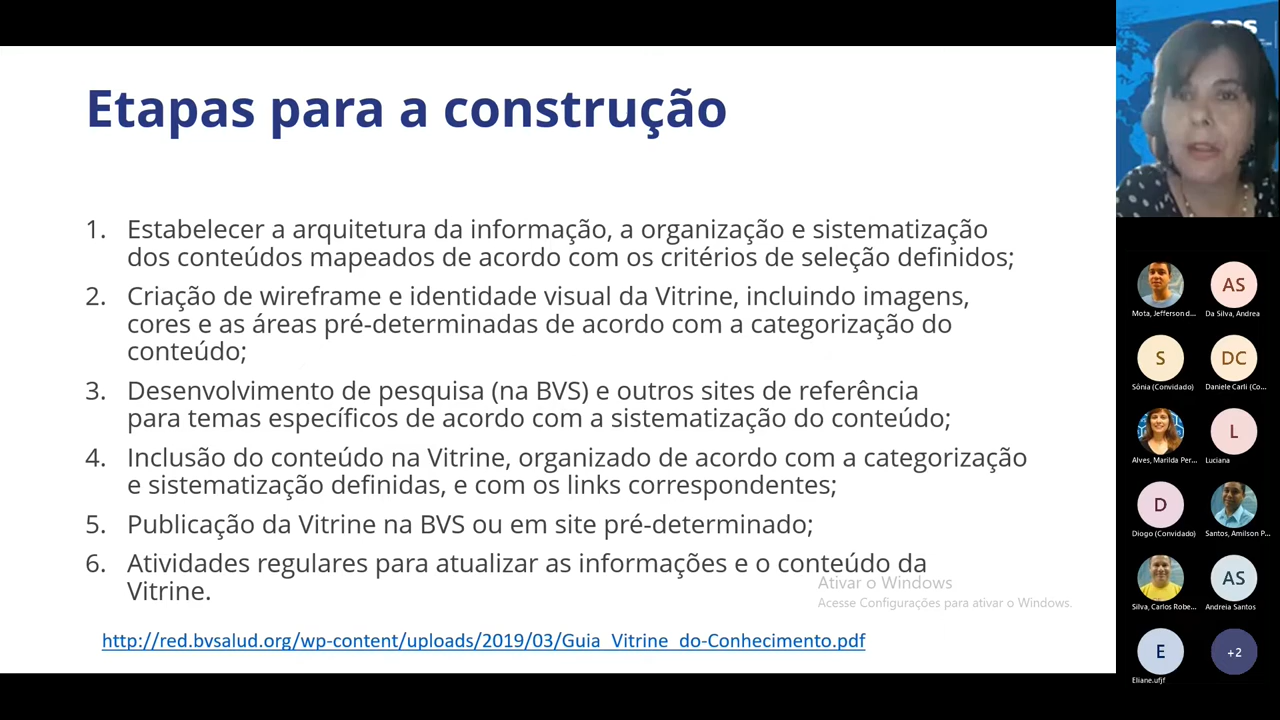 Etapas para a construção
1. Estabelecer a arquitetura da informação, a organização e sistematização
dos conteúdos mapeados de acordo com os critérios de seleção definidos;
2. Criação de wireframe e identidade visual da Vitrine, incluindo imagens,
cores e as áreas pré-determinadas de acordo com a categorização do
conteúdo;
3. Desenvolvimento de pesquisa (na BVS) e outros sites de referência
para temas específicos de acordo com a sistematização do conteúdo;
4. Inclusão do conteúdo na Vitrine, organizado de acordo com a categorização
e sistematização definidas, e com os links correspondentes;
5. Publicação da Vitrine na BVS ou em site pré-determinado;
6. Atividades regulares para atualizar as informações e o conteúdo da
Vitrine.
Ativar o Windows
Acesse Configurações para ativar o Windows.
http://red.bvsalud.org/wp-content/uploads/2019/03/Guia_Vitrine_do-Conhecimento.pdf
AS
Mota, Jefferson d... Da Silva, Andrea
S DC
Sônia (Convidado) Daniele Carli (Co...
L
Alves, Marilda Per... Luciana
D
Diogo (Convidado) Santos, Amilson P...
AS
Silva, Carlos Robe... Andreia Santos
E +2
Eliane.ufjf